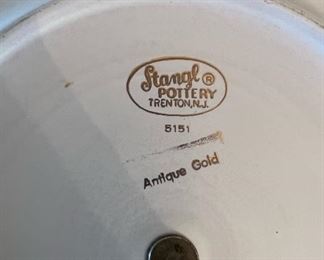 Stangl ®
POTTERY
TRENTON, N.J.
5151
Antique Gold